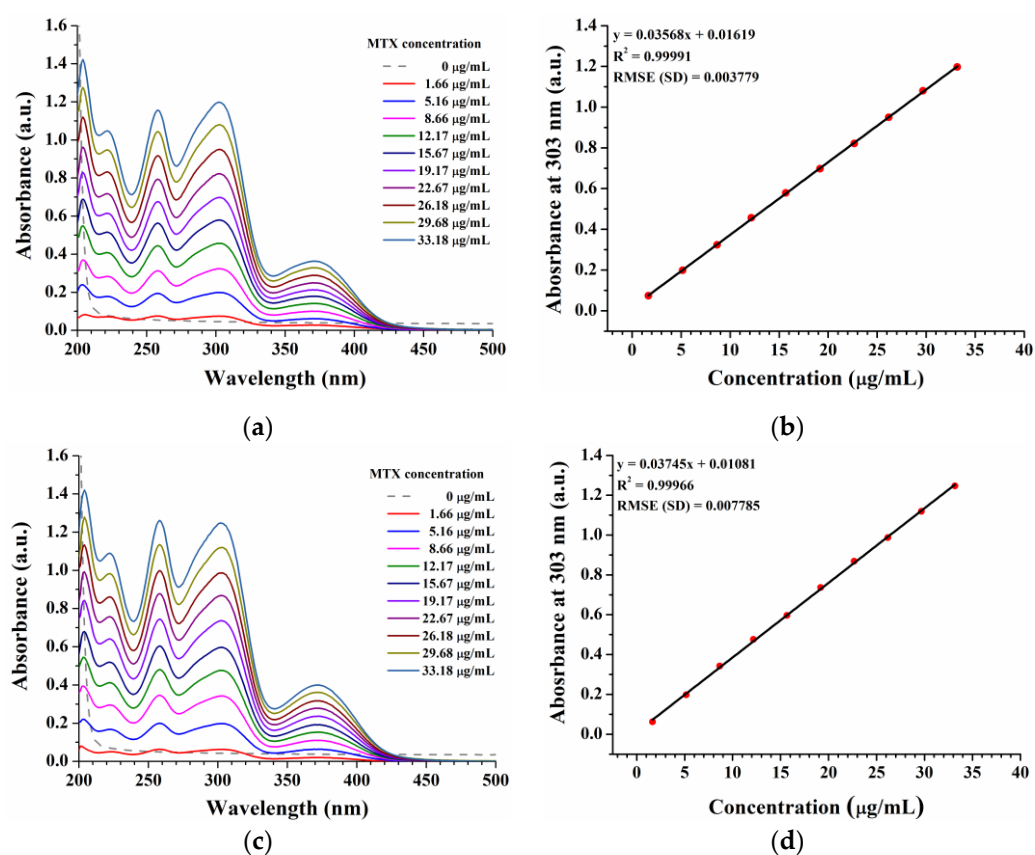 1.6
1.4
1.2
1.0
0.8
0.6
0.4
0.2
0.0
Absorbance (a.u.)
MTX concentration
0 μg/mL
1.66 μg/mL
5.16 μg/mL
8.66 μg/mL
12.17 μg/mL
15.67 μg/mL
19.17 μg/mL
22.67 μg/mL
26.18 μg/mL
29.68 μg/mL
33.18 μg/mL
200 250 300 350 400 450 500
Wavelength (nm)
(a)
y = 0.03568x + 0.01619
R² = 0.99991
RMSE (SD) = 0.003779
1.4
1.2
1.0
0.8
0.6
0.4
0.2
0.0
Abosrbance at 303 nm (a.u.)
0 5 10 15 20 25 30 35 40
Concentration (μg/mL)
(b)
1.6
1.4
1.2
1.0
0.8
0.6
0.4
0.2
0.0
Absorbance (a.u.)
MTX concentration
0 μg/mL
1.66 μg/mL
5.16 μg/mL
8.66 μg/mL
12.17 μg/mL
15.67 μg/mL
19.17 μg/mL
22.67 μg/mL
26.18 μg/mL
29.68 μg/mL
33.18 μg/mL
200 250 300 350 400 450 500
Wavelength (nm)
(c)
y = 0.03745x + 0.01081
R² = 0.99966
RMSE (SD) = 0.007785
1.4
1.2
1.0
0.8
0.6
0.4
0.2
0.0
Abosrbance at 303 nm (a.u.)
0 5 10 15 20 25 30 35 40
Concentration (μg/mL)
(d)